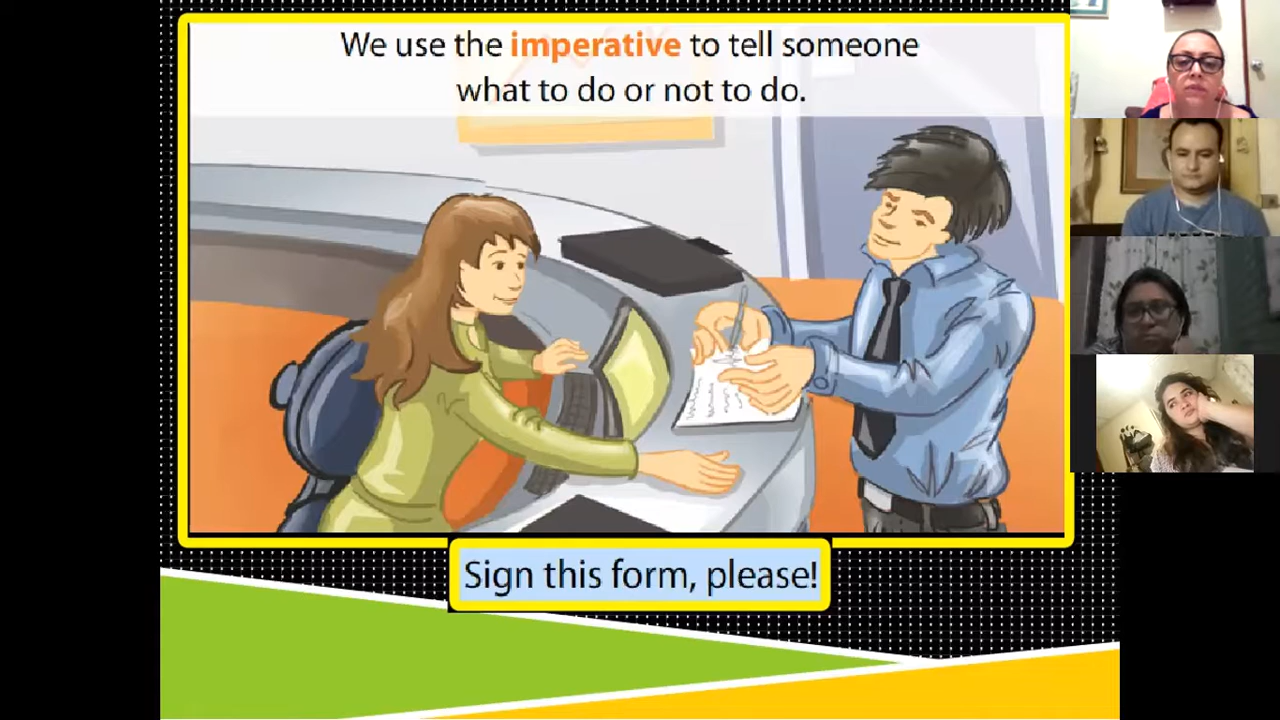 We use the imperative to tell someone
what to do or not to do.
Sign this form, please!